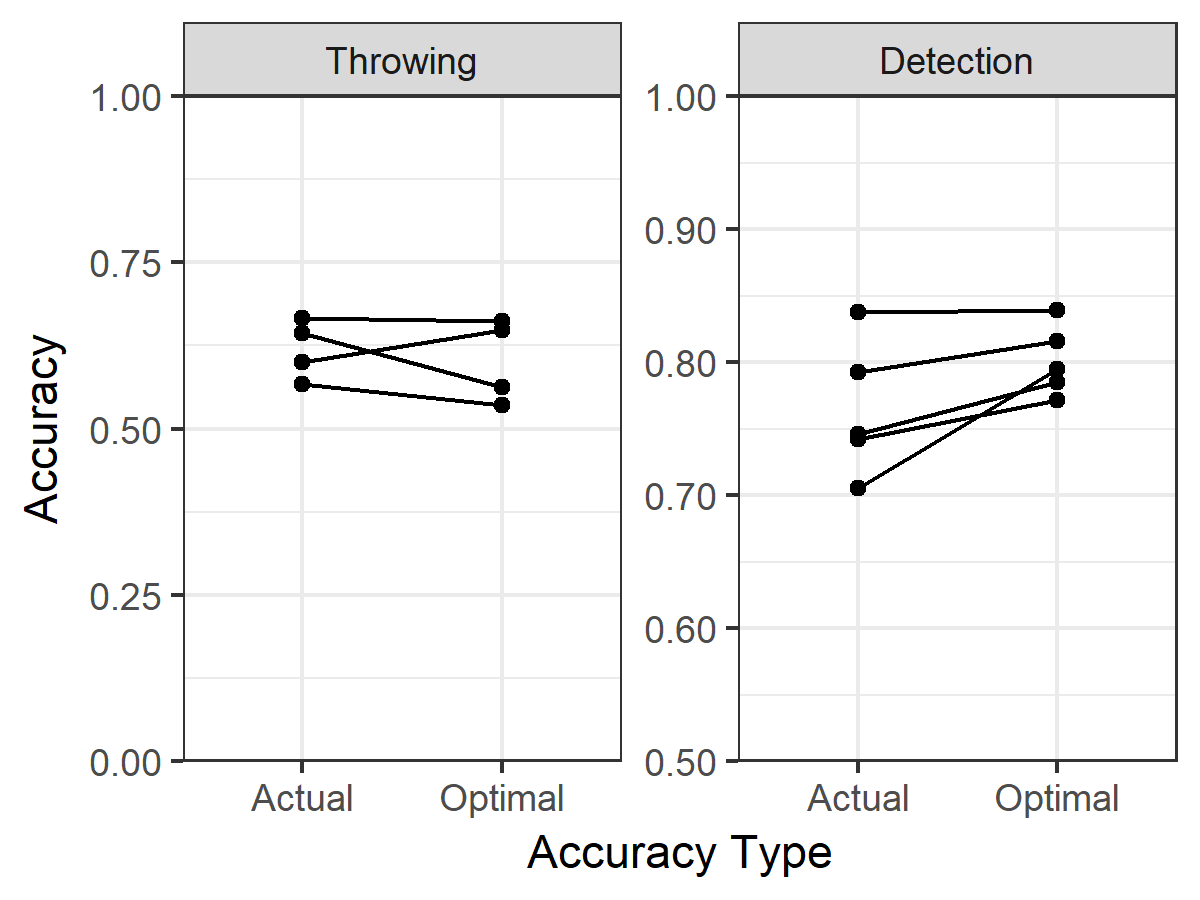 Throwing
Detection
Accuracy
1.00
0.75
0.50
0.25
0.00
1.00
0.90
0.80
0.70
0.60
0.50
Actual
Optimal
Actual
Optimal
Accuracy Type